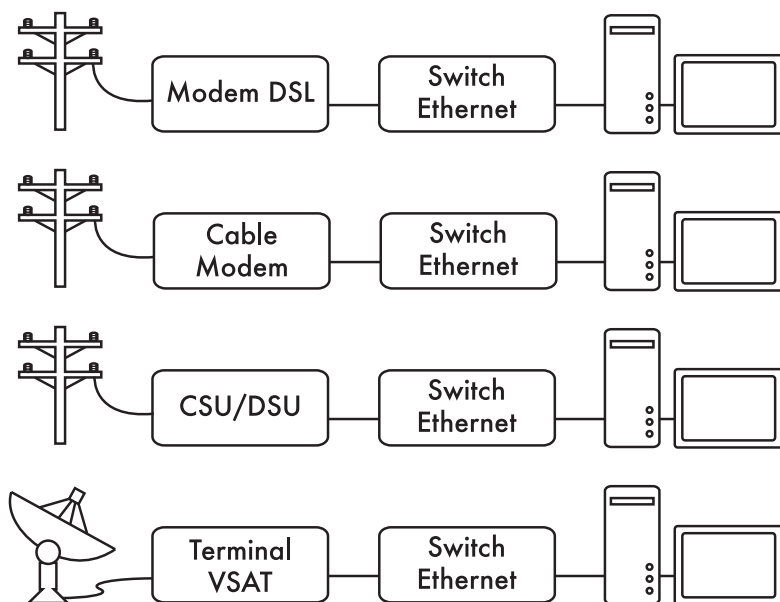 Modem DSL
Switch
Ethernet
Cable
Modem
Switch
Ethernet
CSU/DSU
Switch
Ethernet
Terminal
VSAT
Switch
Ethernet